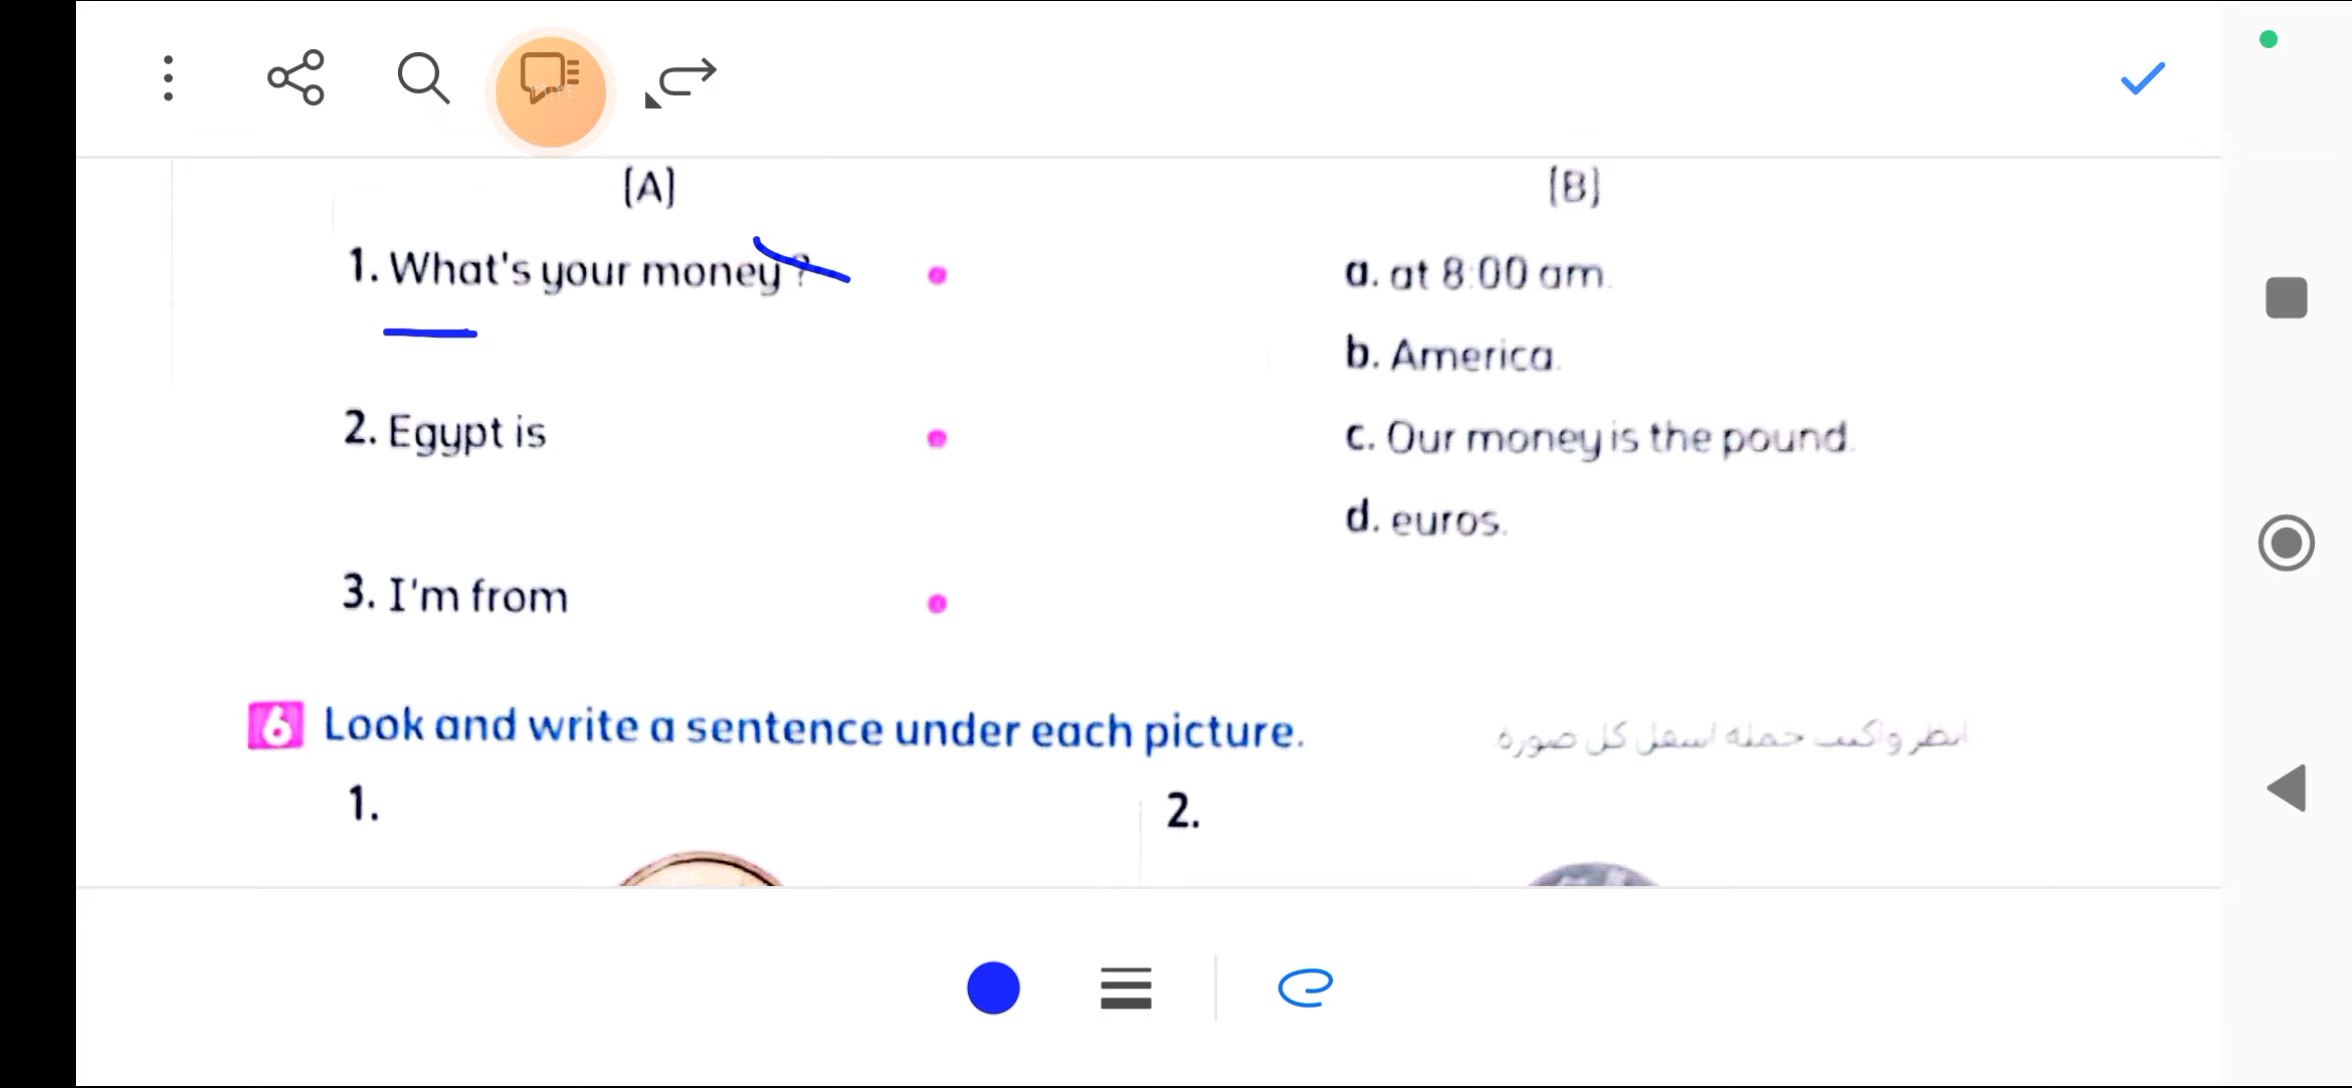 (A)
(B)
1. What's your money ?
a. at 8:00 am.
b. America.
2. Egypt is
c. Our money is the pound.
d. euros.
3. I'm from
6 Look and write a sentence under each picture.
انظر واكتب جملة اسفل كل صورة
1.
2.